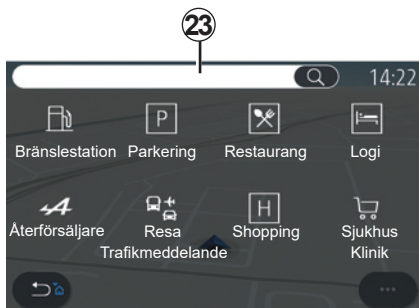 23
14:22
Bränslestation Parkering Restaurang Logi
P
H
Återförsäljare Resa Shopping Sjukhus
Trafikmeddelande Klinik